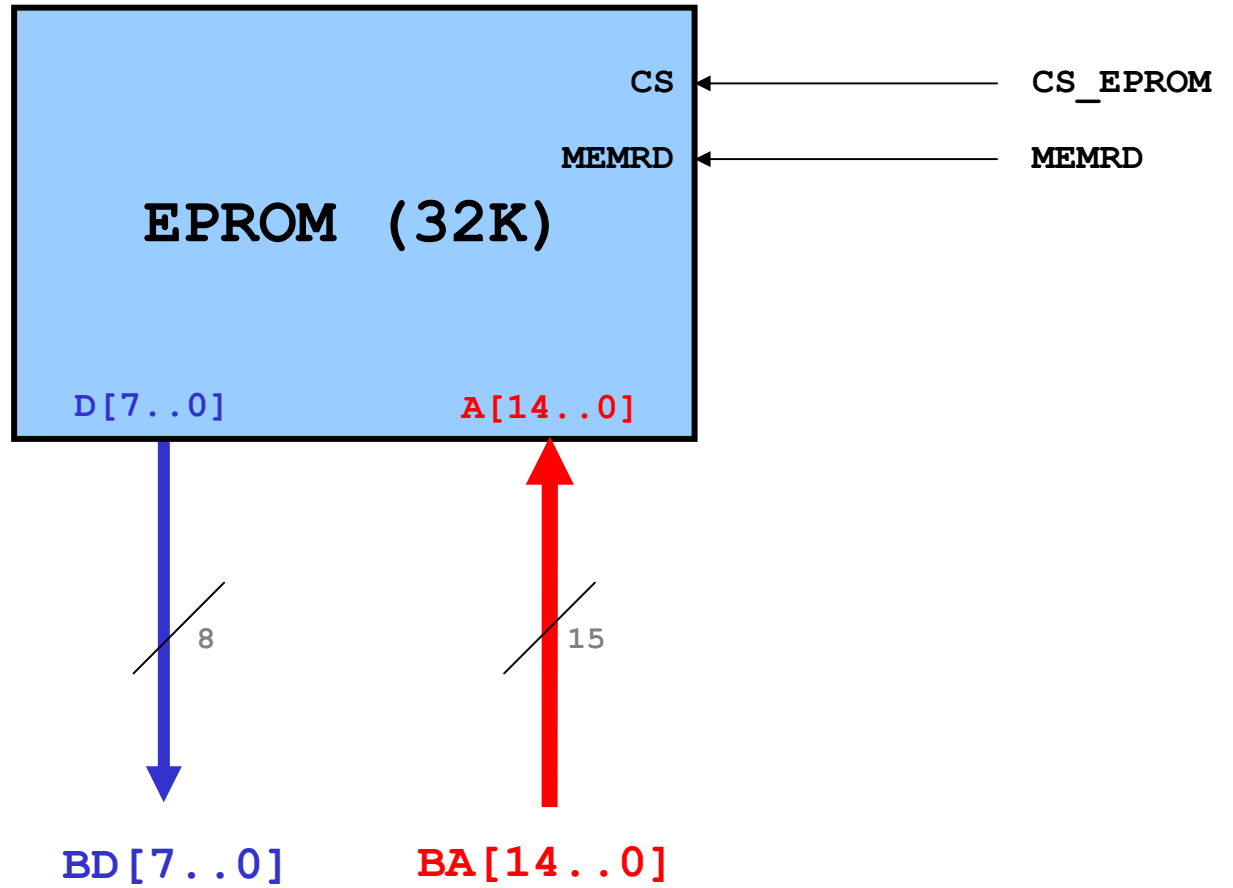 CS CS_EPROM
MEMRD MEMRD
EPROM (32K)
D[7..0] A[14..0]
8 15
BD[7..0] BA[14..0]